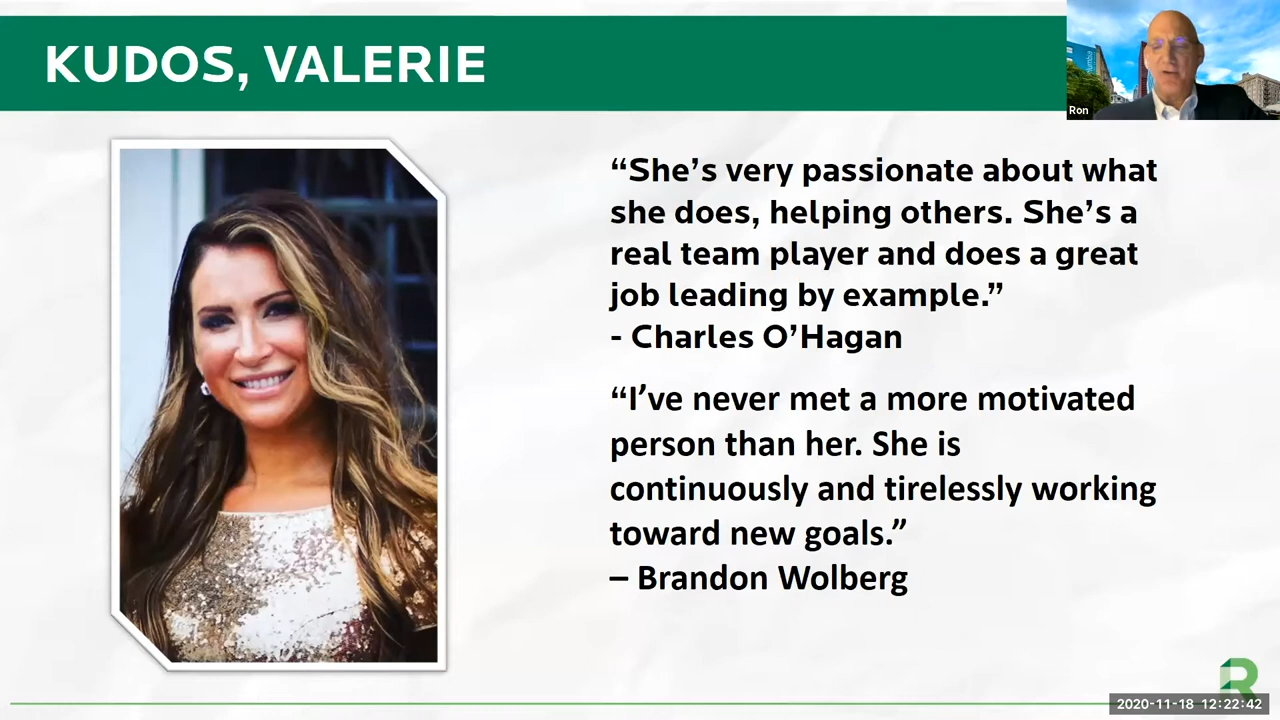 KUDOS, VALERIE
Ron
“She’s very passionate about what
she does, helping others. She’s a
real team player and does a great
job leading by example.”
- Charles O’Hagan
“I’ve never met a more motivated
person than her. She is
continuously and tirelessly working
toward new goals.”
– Brandon Wolberg
R
2020-11-18 12:22:42